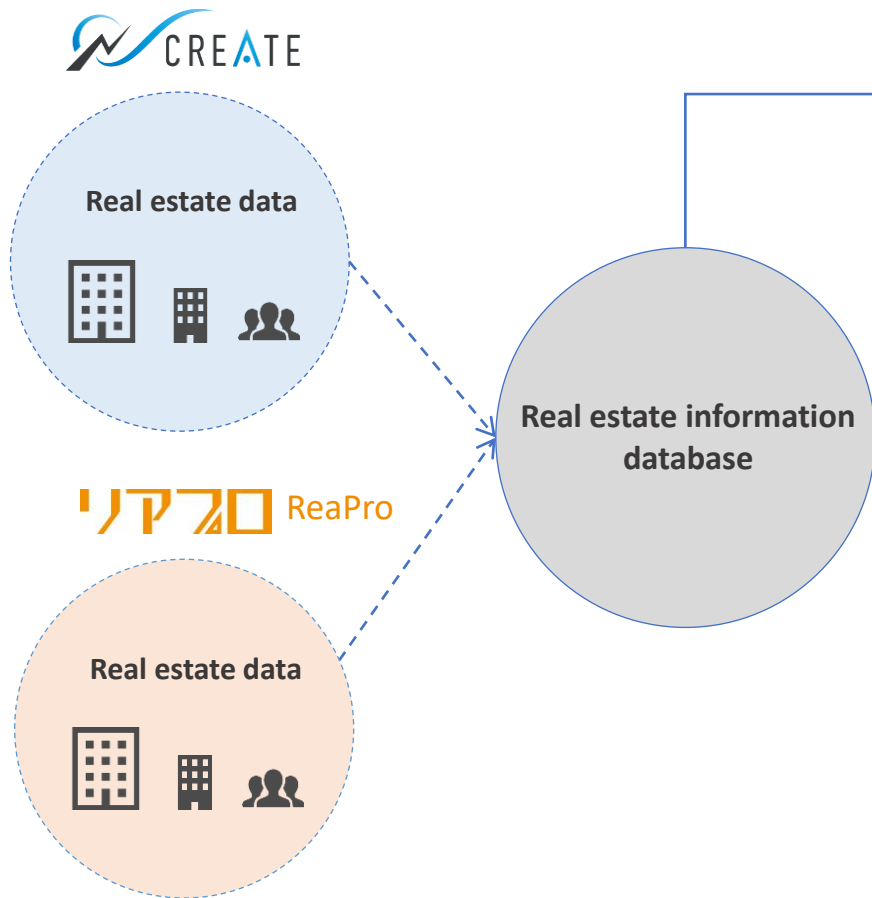 CREATE
Real estate data
Real estate information
database
リアプロ ReaPro
Real estate data